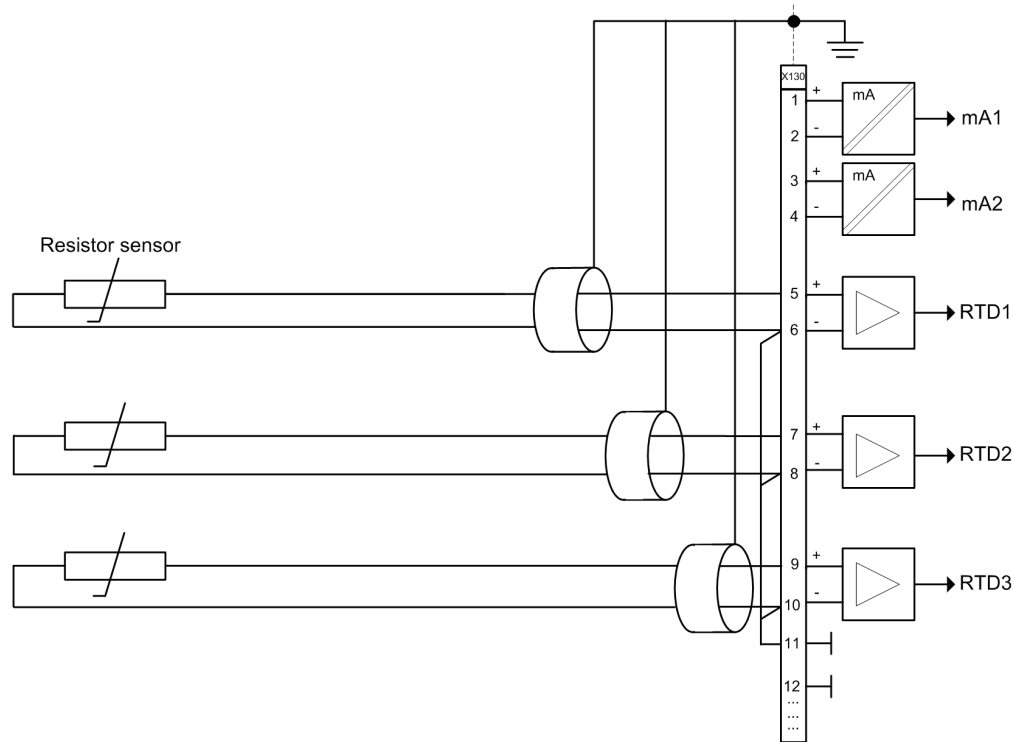 X130
1 + mA
mA1
2 -
3 + mA
mA2
4 -
Resistor sensor
5 +
RTD1
6 -
7 +
RTD2
8 -
9 +
RTD3
10 -
11
12
...
...
...